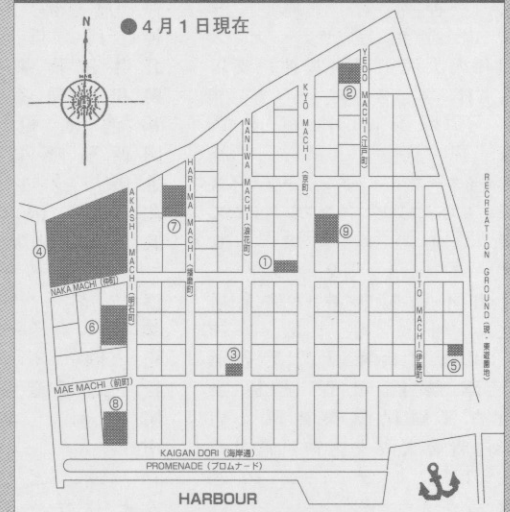 N
●4月1日現在
YEDO MACHI(江戸町)
②
KYO MACHI (京町)
NANIWA MACHI(浪花町)
HARIMA MACHI(播磨町)
AKASHI MACHI(明石町)
⑦
⑨
①
④
RECREATION GROUND(現・東遊園地)
NAKA MACHI(仲町)
⑥
ITO MACHI(伊藤町)
③
⑤
MAE MACHI(前町)
⑧
KAIGAN DORI(海岸通)
PROMENADE(プロムナード)
HARBOUR